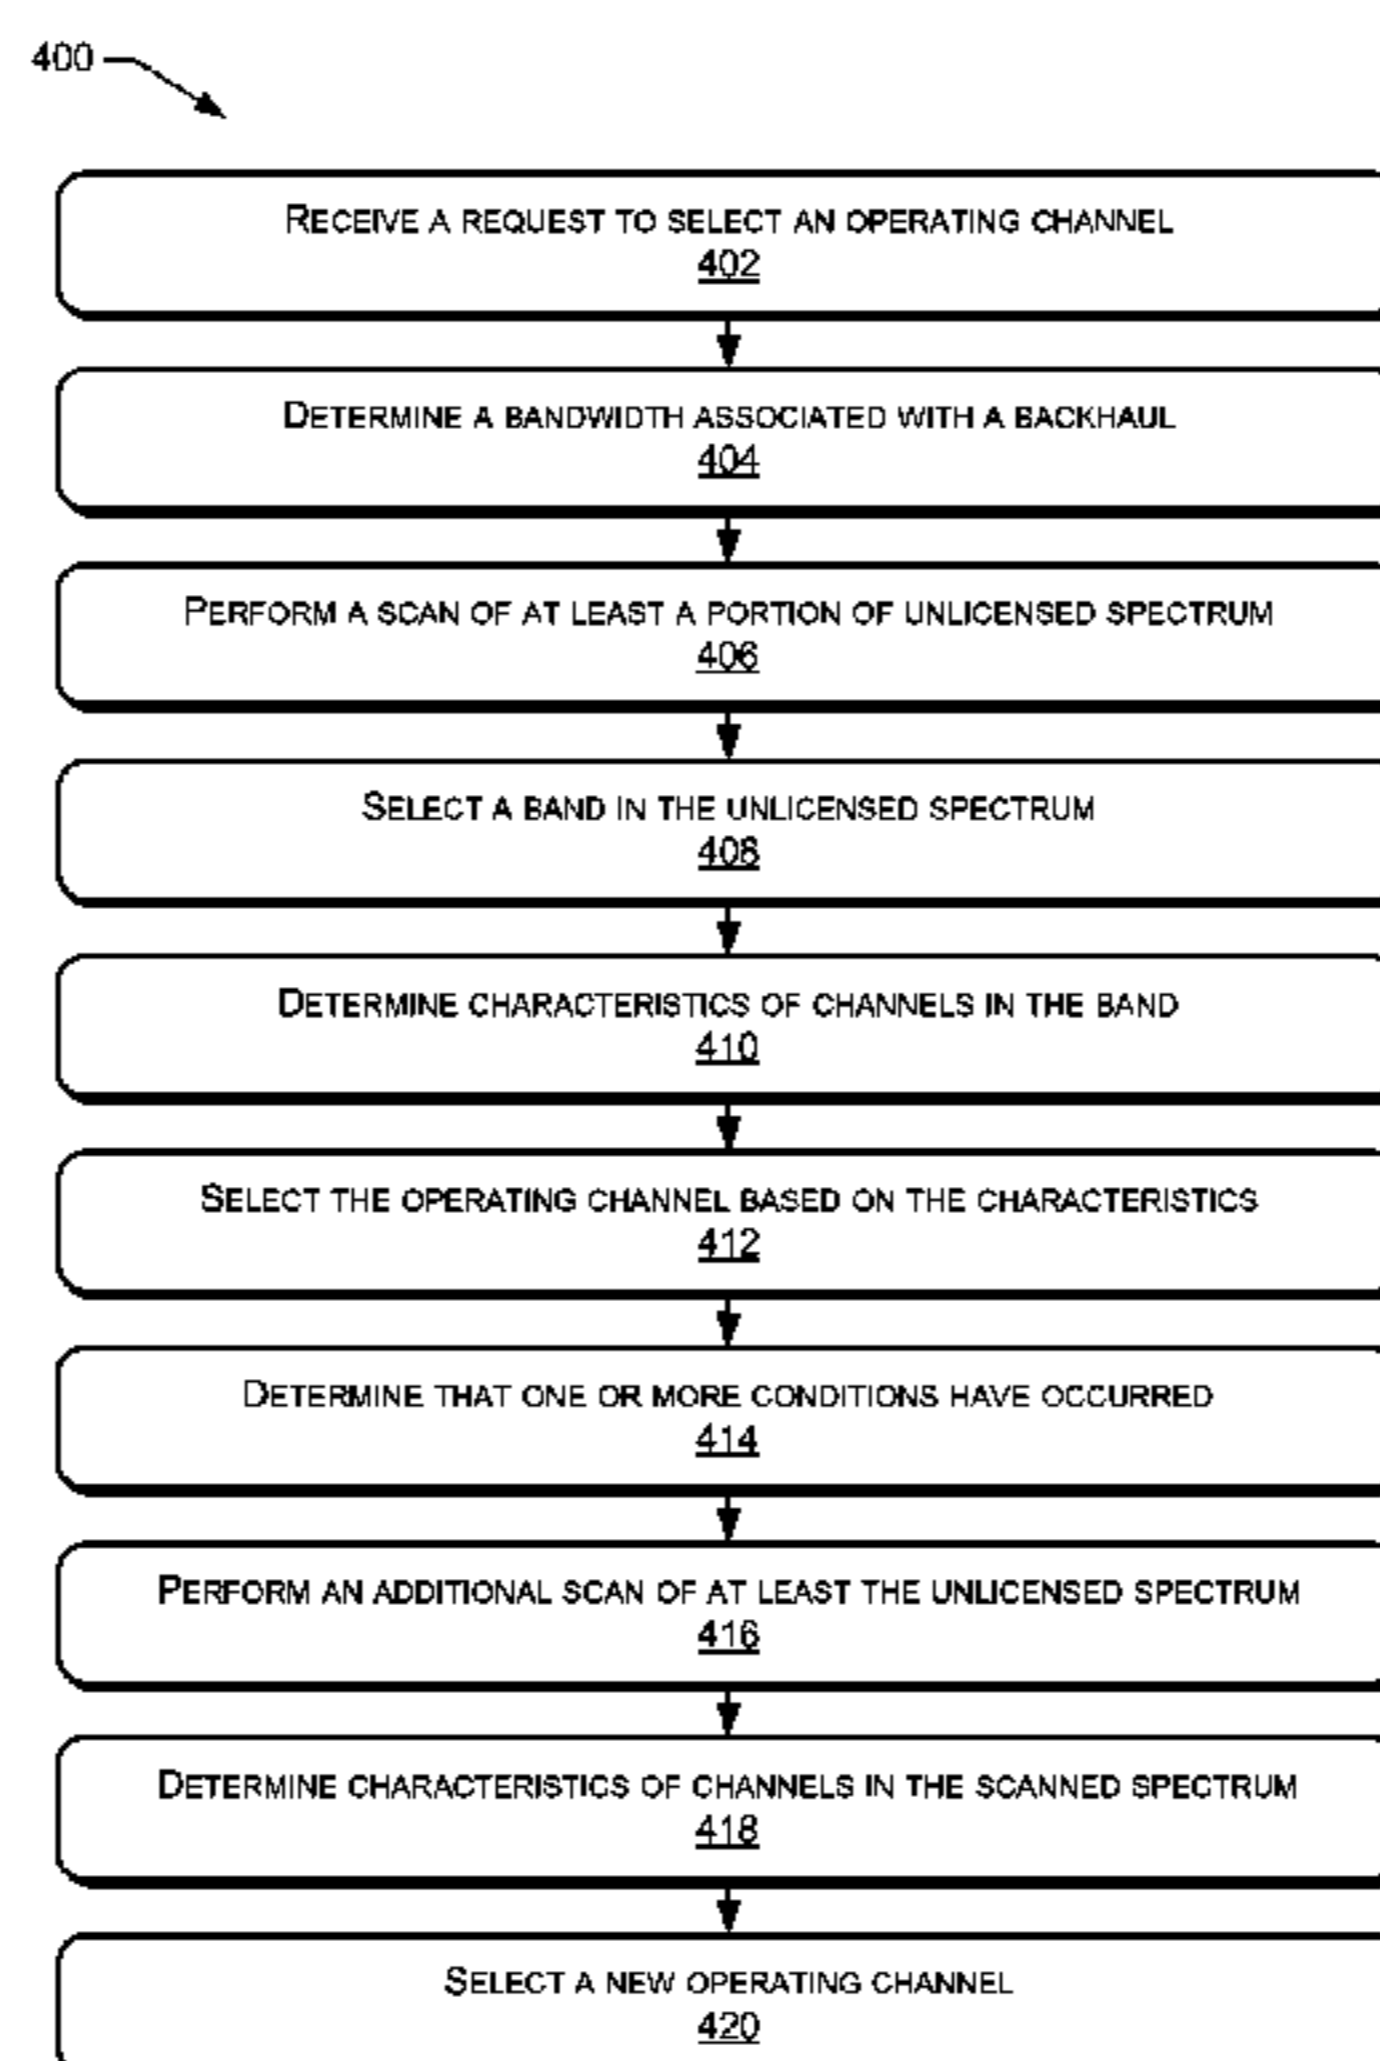 400
RECEIVE A REQUEST TO SELECT AN OPERATING CHANNEL
402
DETERMINE A BANDWIDTH ASSOCIATED WITH A BACKHAUL
404
PERFORM A SCAN OF AT LEAST A PORTION OF UNLICENSED SPECTRUM
406
SELECT A BAND IN THE UNLICENSED SPECTRUM
408
DETERMINE CHARACTERISTICS OF CHANNELS IN THE BAND
410
SELECT THE OPERATING CHANNEL BASED ON THE CHARACTERISTICS
412
DETERMINE THAT ONE OR MORE CONDITIONS HAVE OCCURRED
414
PERFORM AN ADDITIONAL SCAN OF AT LEAST THE UNLICENSED SPECTRUM
416
DETERMINE CHARACTERISTICS OF CHANNELS IN THE SCANNED SPECTRUM
418
SELECT A NEW OPERATING CHANNEL
420